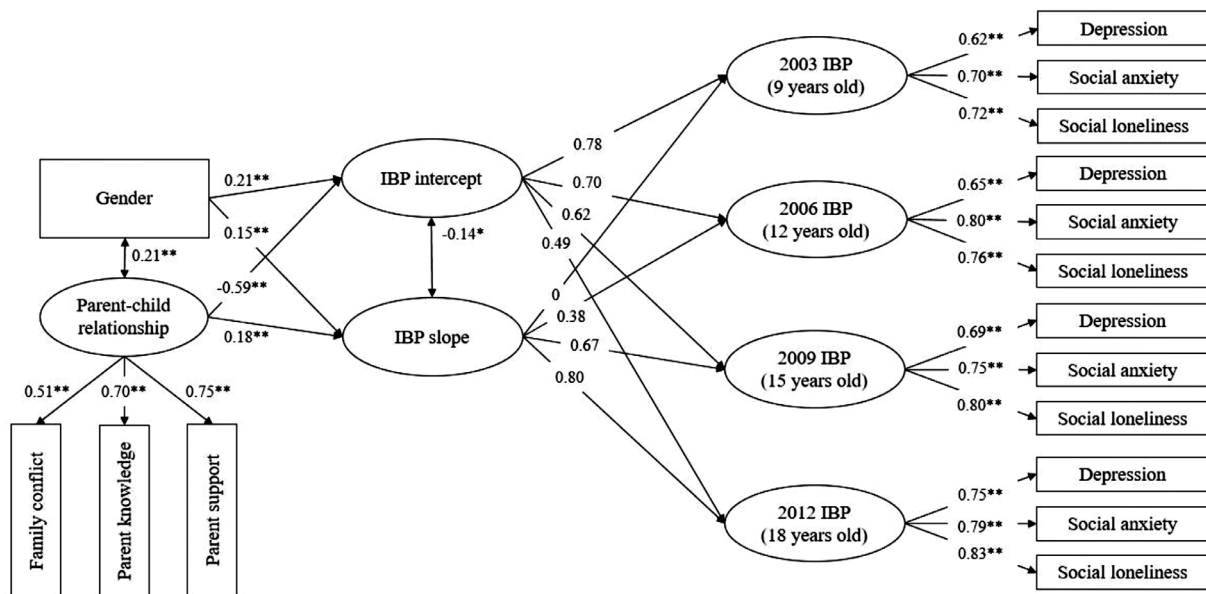 Gender
0.21**
Parent-child
relationship
0.51**
0.70**
0.75**
Family conflict
Parent knowledge
Parent support
0.21**
0.15**
-0.59**
0.18**
IBP intercept
-0.14*
IBP slope
0.78
0.70
0.62
0.49
0
0.38
0.67
0.80
2003 IBP
(9 years old)
0.62**
0.70**
0.72**
Depression
Social anxiety
Social loneliness
2006 IBP
(12 years old)
0.65**
0.80**
0.76**
Depression
Social anxiety
Social loneliness
2009 IBP
(15 years old)
0.69**
0.75**
0.80**
Depression
Social anxiety
Social loneliness
2012 IBP
(18 years old)
0.75**
0.79**
0.83**
Depression
Social anxiety
Social loneliness